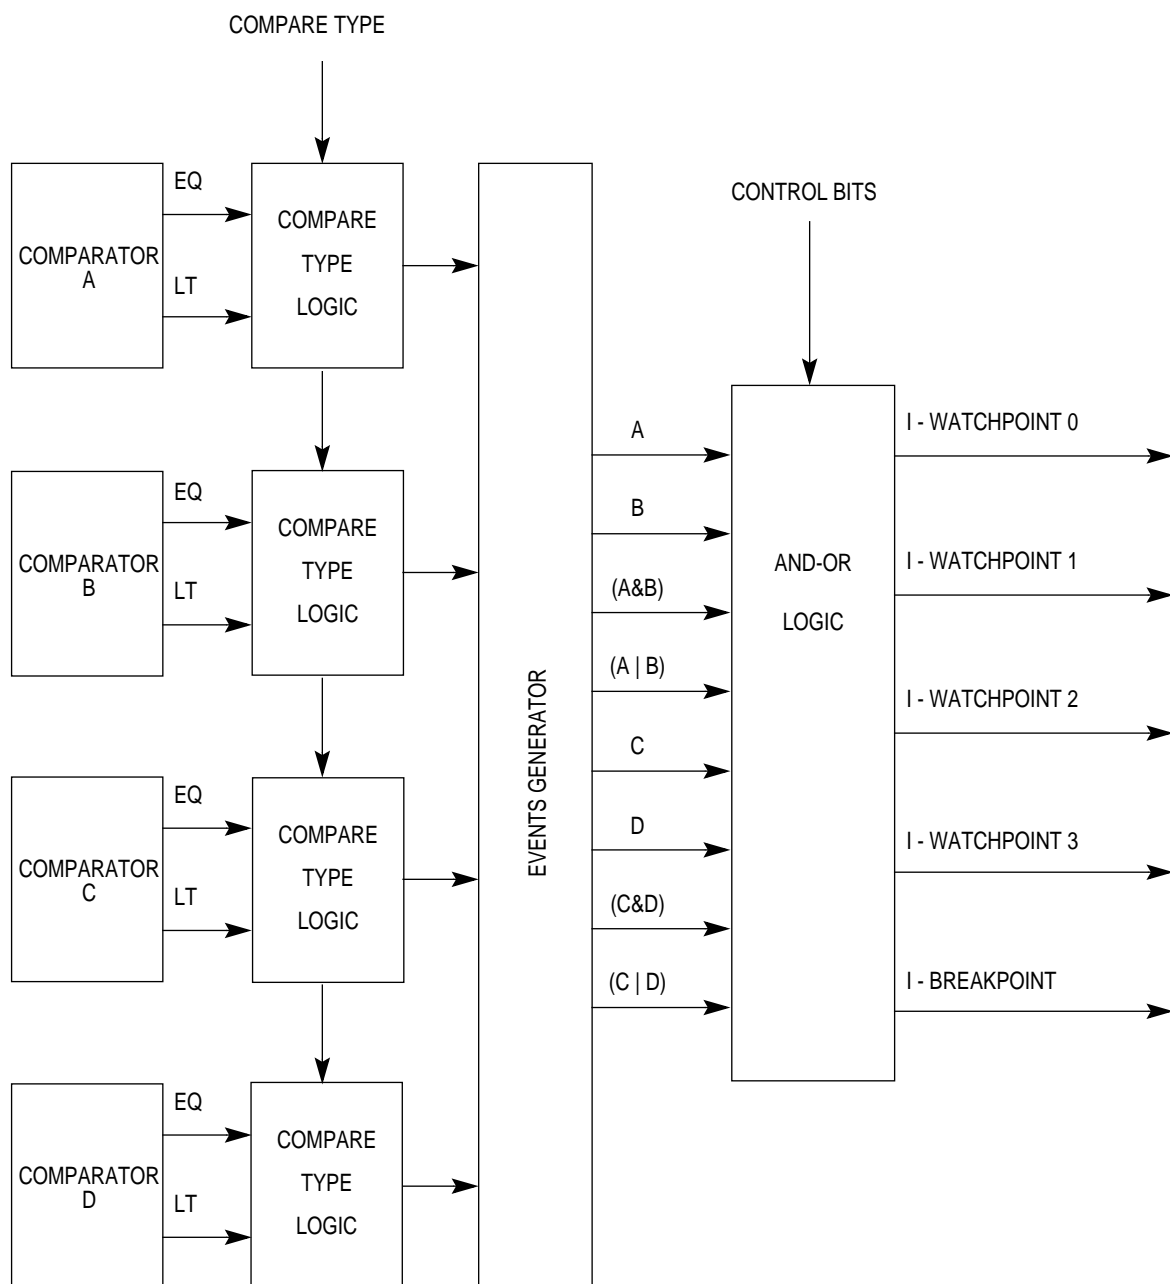 COMPARE TYPE
CONTROL BITS
COMPARATOR
A
EQ
LT
COMPARE
TYPE
LOGIC
COMPARATOR
B
EQ
LT
COMPARE
TYPE
LOGIC
COMPARATOR
C
EQ
LT
COMPARE
TYPE
LOGIC
COMPARATOR
D
EQ
LT
COMPARE
TYPE
LOGIC
EVENTS GENERATOR
A
B
(A&B)
(A | B)
C
D
(C&D)
(C | D)
AND-OR
LOGIC
I - WATCHPOINT 0
I - WATCHPOINT 1
I - WATCHPOINT 2
I - WATCHPOINT 3
I - BREAKPOINT